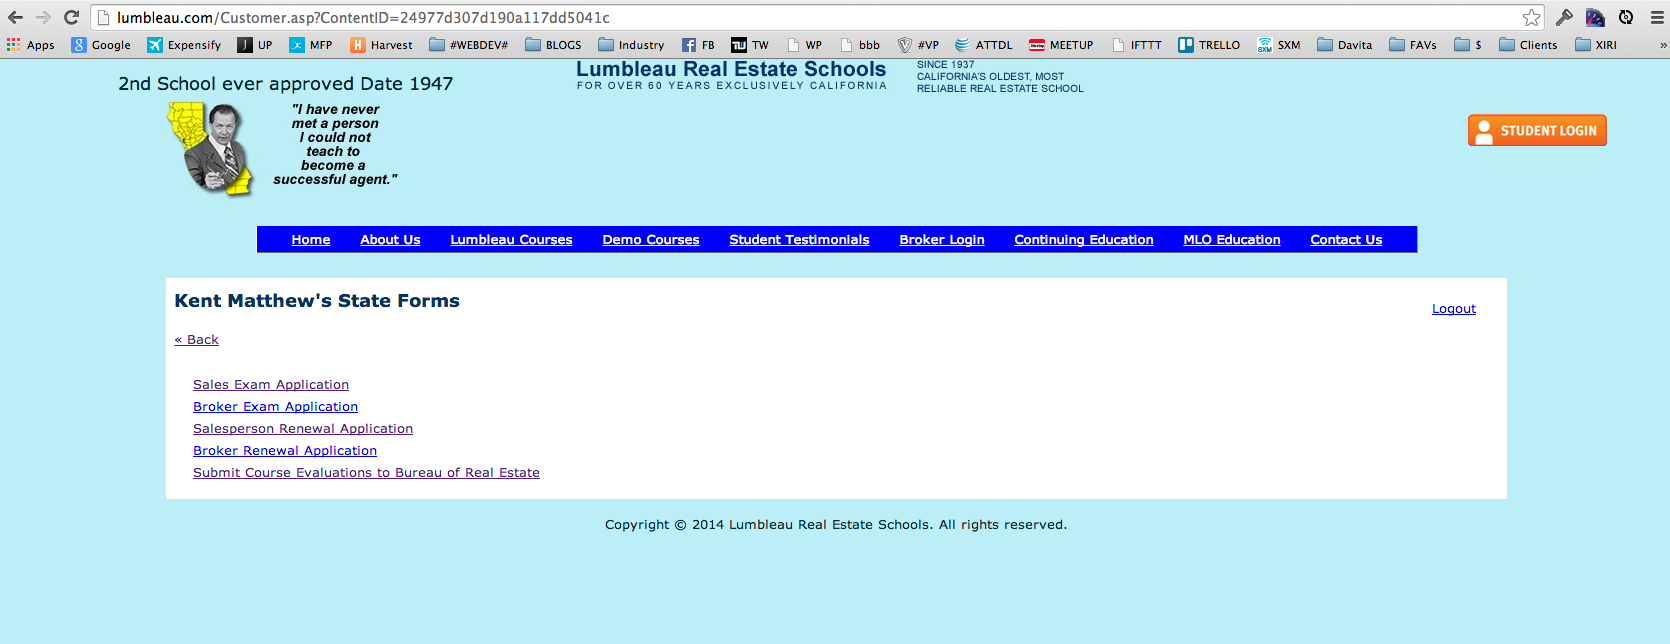 lumbleau.com/Customer.asp?ContentID=24977d307d190a117dd5041c
Apps Google Expensify UP MFP Harvest #WEBDEV# BLOGS Industry FB TW WP bbb #VP ATTDL MEETUP IFTTT TRELLO SXM Davita FAVs $ Clients XIRI »
2nd School ever approved Date 1947
"I have never
met a person
I could not
teach to
become a
successful agent."
Lumbleau Real Estate Schools
FOR OVER 60 YEARS EXCLUSIVELY CALIFORNIA
SINCE 1937
CALIFORNIA'S OLDEST, MOST
RELIABLE REAL ESTATE SCHOOL
STUDENT LOGIN
Home About Us Lumbleau Courses Demo Courses Student Testimonials Broker Login Continuing Education MLO Education Contact Us
Kent Matthew's State Forms
Logout
« Back
Sales Exam Application
Broker Exam Application
Salesperson Renewal Application
Broker Renewal Application
Submit Course Evaluations to Bureau of Real Estate
Copyright © 2014 Lumbleau Real Estate Schools. All rights reserved.